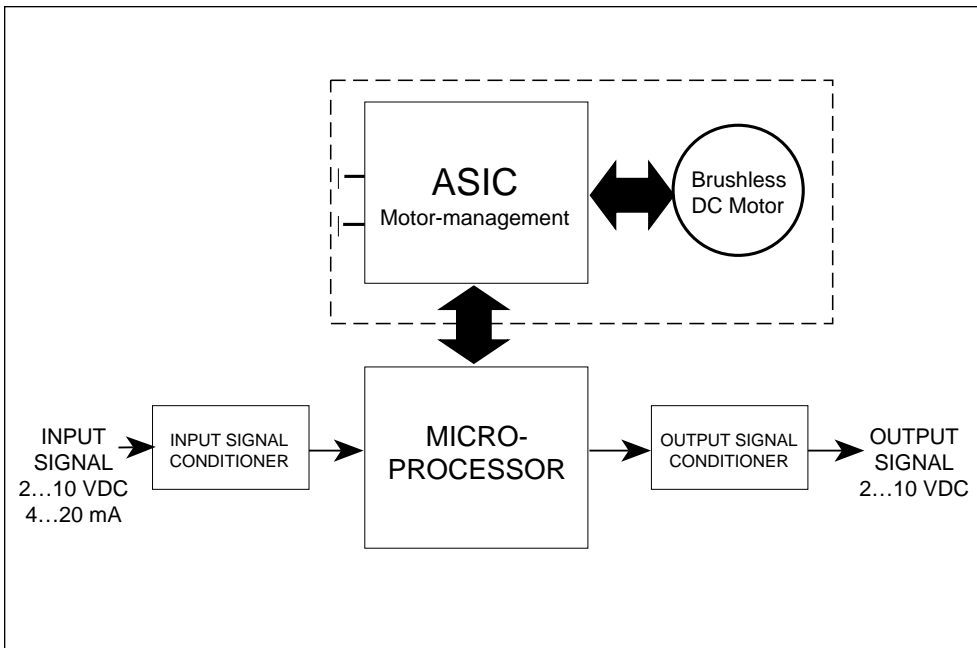 ASIC
Motor-management
Brushless
DC Motor
INPUT
SIGNAL
2...10 VDC
4...20 mA
INPUT SIGNAL
CONDITIONER
MICRO-
PROCESSOR
OUTPUT SIGNAL
CONDITIONER
OUTPUT
SIGNAL
2...10 VDC